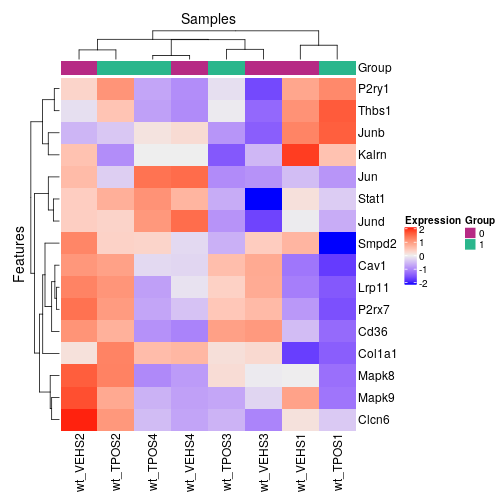 Samples
Group
P2ry1
Thbs1
Junb
Kalrn
Jun
Stat1
Jund
Smpd2
Cav1
Lrp11
P2rx7
Cd36
Col1a1
Mapk8
Mapk9
Clcn6
Features
Expression
2
1
0
-1
-2
Group
0
1
wt_VEHS2
wt_TPOS2
wt_TPOS4
wt_VEHS4
wt_TPOS3
wt_VEHS3
wt_VEHS1
wt_TPOS1